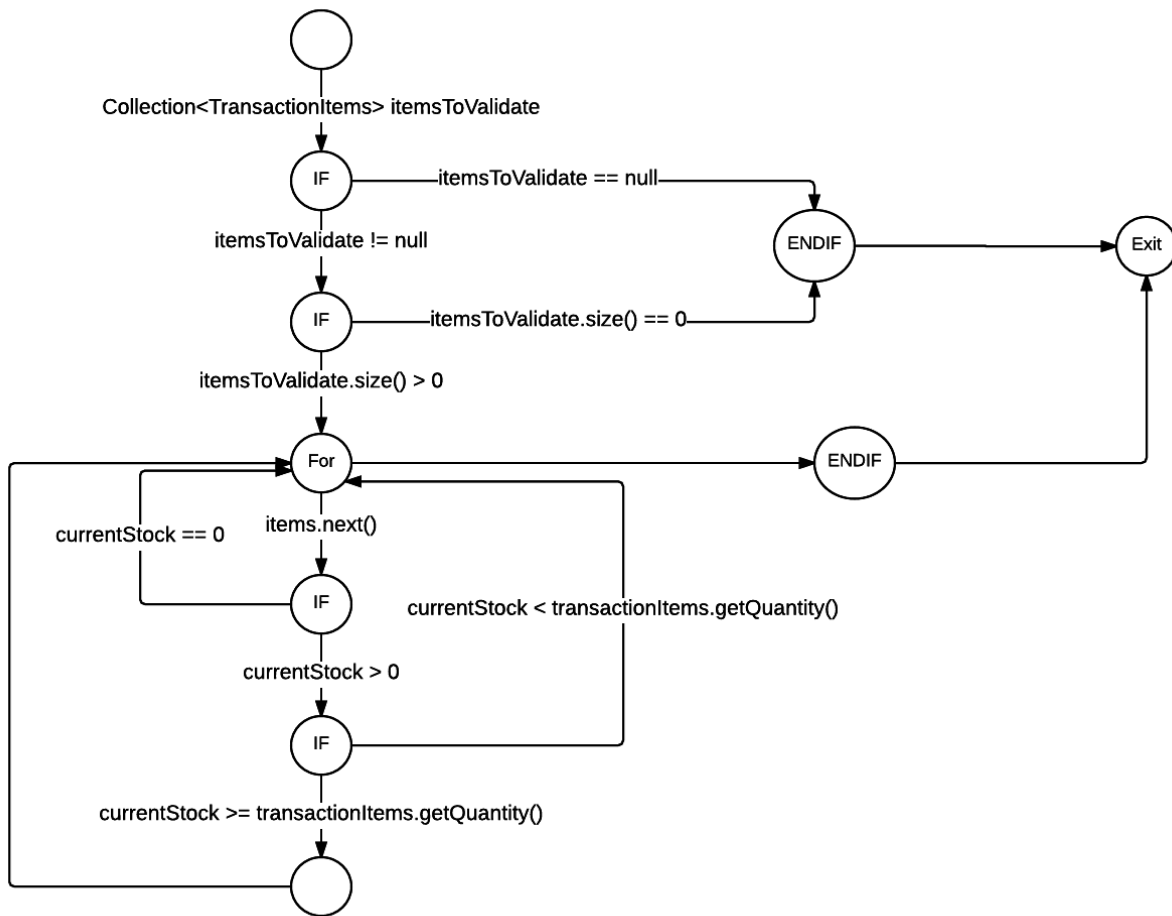 Collection<TransactionItems> itemsToValidate
IF
itemsToValidate == null
itemsToValidate != null
ENDIF
Exit
IF
itemsToValidate.size() == 0
itemsToValidate.size() > 0
For
ENDIF
items.next()
currentStock == 0
IF
currentStock < transactionItems.getQuantity()
currentStock > 0
IF
currentStock >= transactionItems.getQuantity()